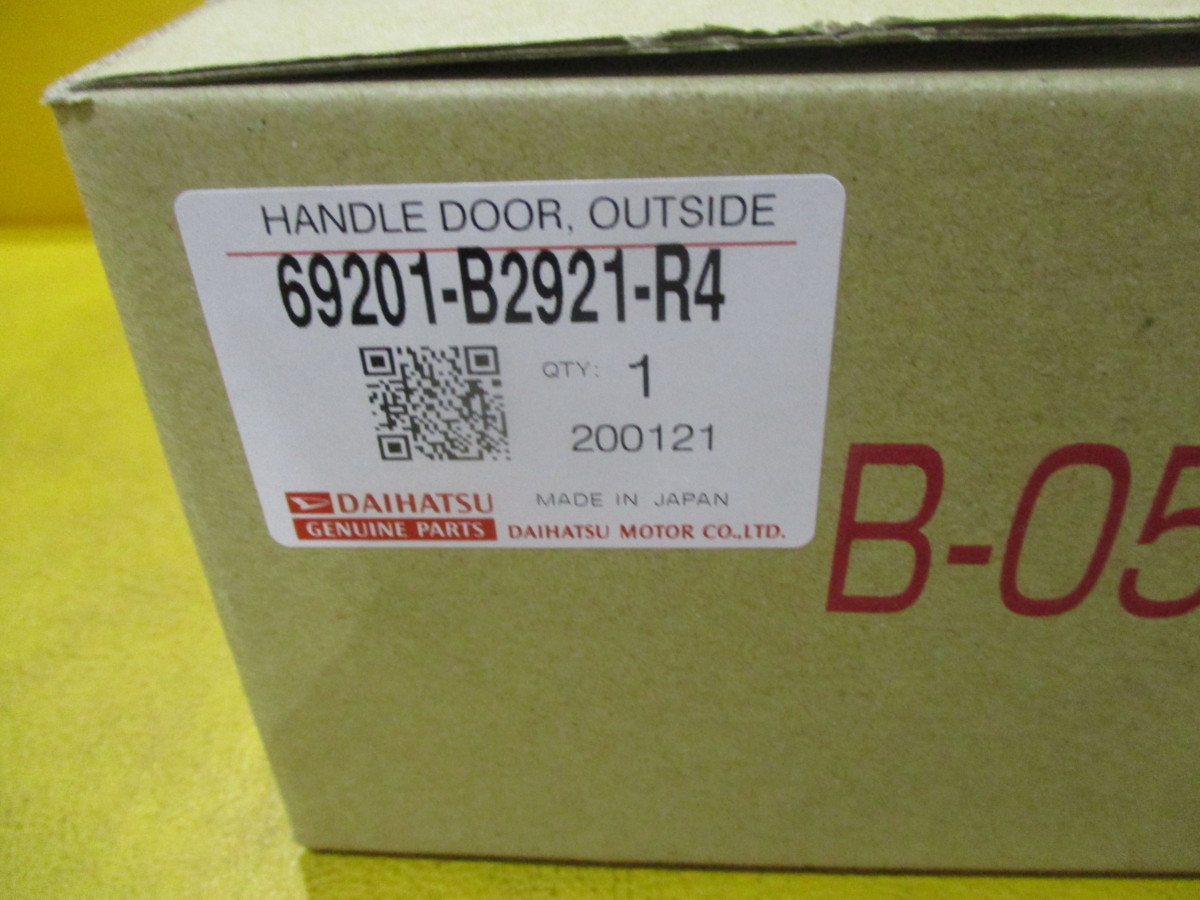 HANDLE DOOR, OUTSIDE
69201-B2921-R4
QTY: 1
200121
DAIHATSU
MADE IN JAPAN
GENUINE PARTS
DAIHATSU MOTOR CO.,LTD.
B-05